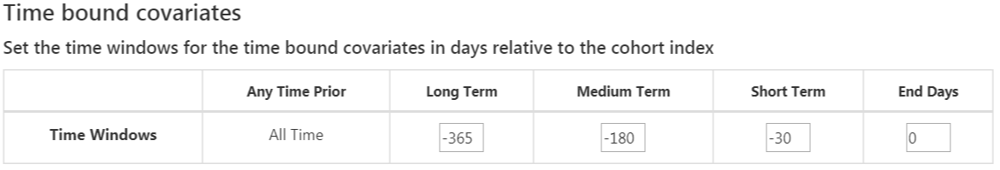 Time bound covariates
Set the time windows for the time bound covariates in days relative to the cohort index
Any Time Prior Long Term Medium Term Short Term End Days
Time Windows All Time -365 -180 -30 0